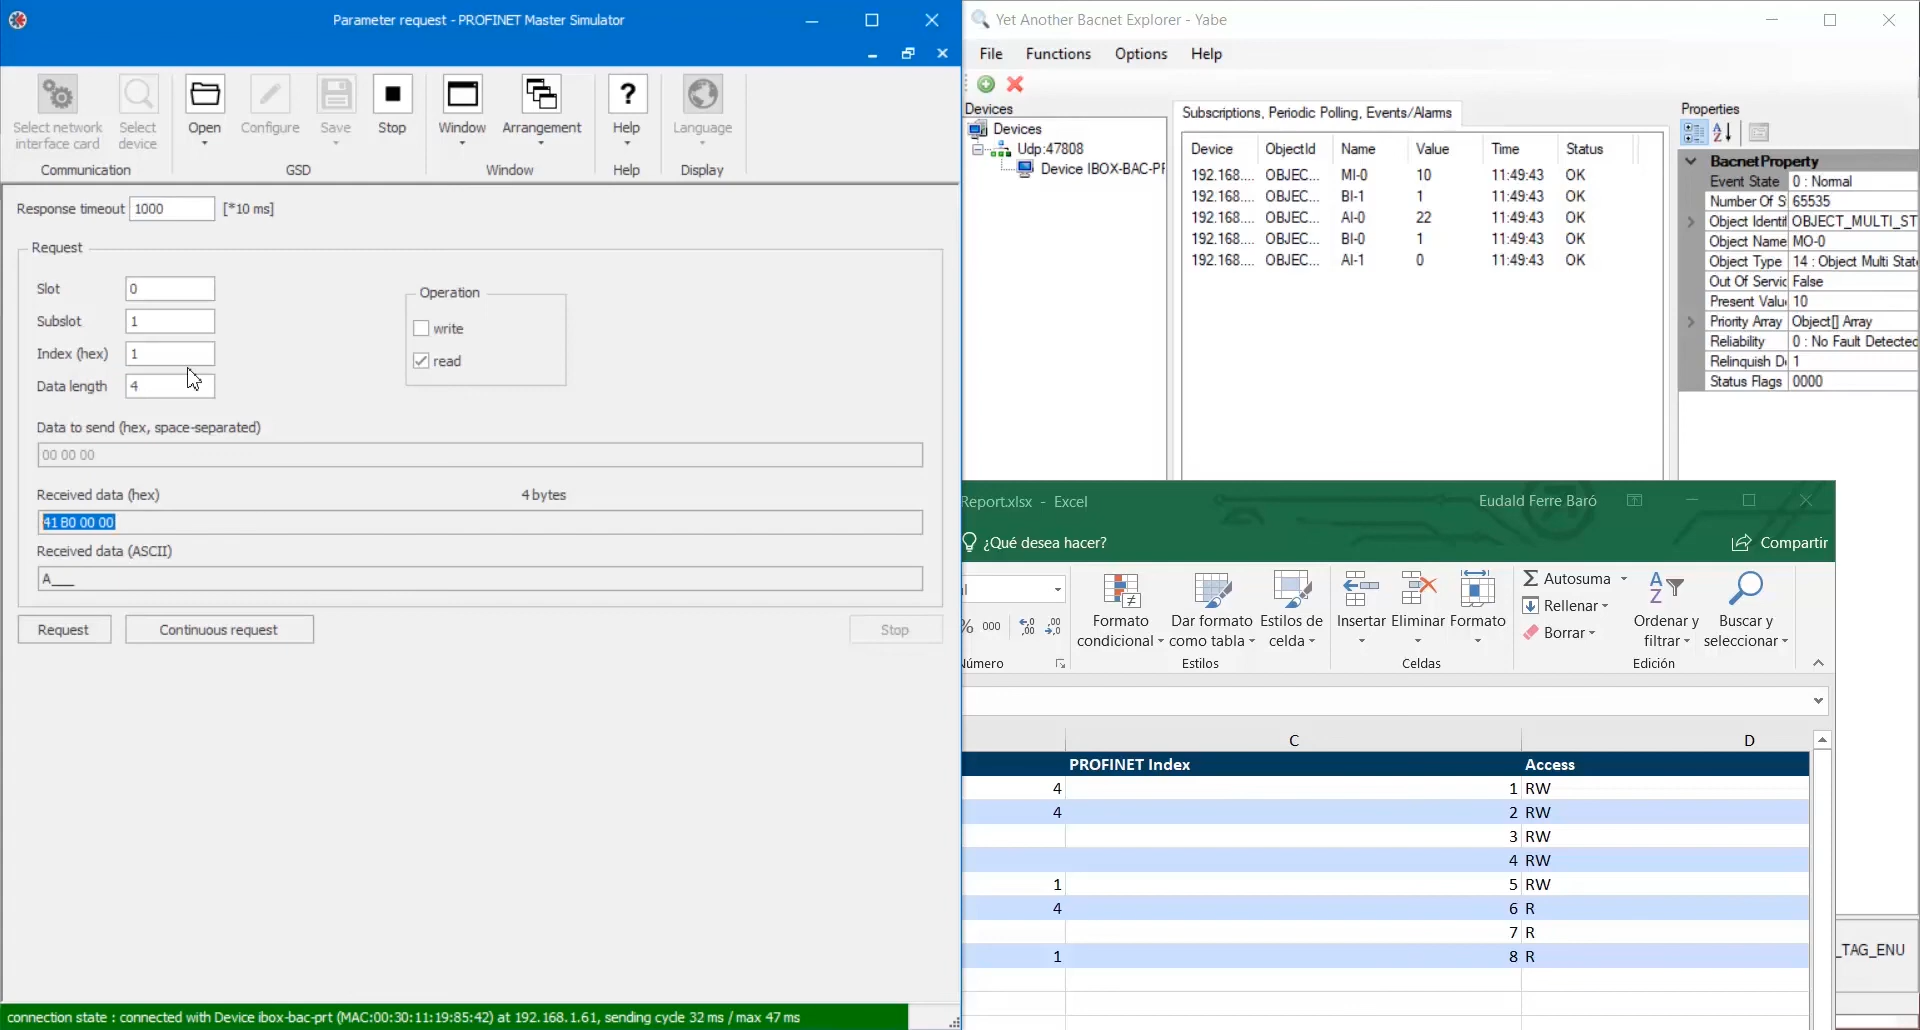 Parameter request - PROFINET Master Simulator
Select network interface card
Select device
Communication
Open
Configure
Save
Stop
GSD
Window
Arrangement
Window
? Help
Help
Language
Display
Response timeout 1000 [*10 ms]
Request
Slot 0
Subslot 1
Index (hex) 1
Data length 4
Operation
write
read
Data to send (hex, space-separated)
00 00 00
Received data (hex) 4 bytes
41 B0 00 00
Received data (ASCII)
A___
Request
Continuous request
Stop
connection state : connected with Device ibox-bac-prt (MAC:00:30:11:19:85:42) at 192.168.1.61, sending cycle 32 ms / max 47 ms
Yet Another Bacnet Explorer - Yabe
File Functions Options Help
Devices
Devices
Udp:47808
Device IBOX-BAC-PF
Subscriptions, Periodic Polling, Events/Alarms
Device ObjectId Name Value Time Status
192.168.... OBJEC... MI-0 10 11:49:43 OK
192.168.... OBJEC... BI-1 1 11:49:43 OK
192.168.... OBJEC... AI-0 22 11:49:43 OK
192.168.... OBJEC... BI-0 1 11:49:43 OK
192.168.... OBJEC... AI-1 0 11:49:43 OK
Properties
BacnetProperty
Event State 0 : Normal
Number Of S 65535
Object Identif OBJECT_MULTI_ST
Object Name MO-0
Object Type 14 : Object Multi Stat
Out Of Servic False
Present Valu 10
Priority Array Object[] Array
Reliability 0 : No Fault Detected
Relinquish D 1
Status Flags 0000
Report.xlsx - Excel
Eudald Ferre Baró
¿Qué desea hacer?
Compartir
% 000
Número
Formato condicional
Dar formato como tabla
Estilos de celda
Estilos
Insertar
Eliminar
Formato
Celdas
Autosuma
Rellenar
Borrar
Ordenar y filtrar
Buscar y seleccionar
Edición
C D
PROFINET Index Access
4 1 RW
4 2 RW
3 RW
4 RW
1 5 RW
4 6 R
7 R
1 8 R
_TAG_ENU